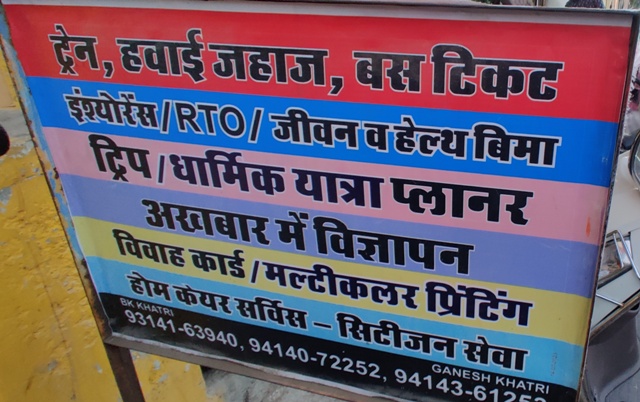 ट्रेन, हवाई जहाज, बस टिकट
इंश्योरेंस/RTO/ जीवन व हेल्थ बिमा
ट्रिप/धार्मिक यात्रा प्लानर
अखबार में विज्ञापन
विवाह कार्ड/मल्टीकलर प्रिंटिंग
होम केयर सर्विस – सिटीजन सेवा
BK KHATRI
GANESH KHATRI
93141-63940, 94140-72252, 94143-61252